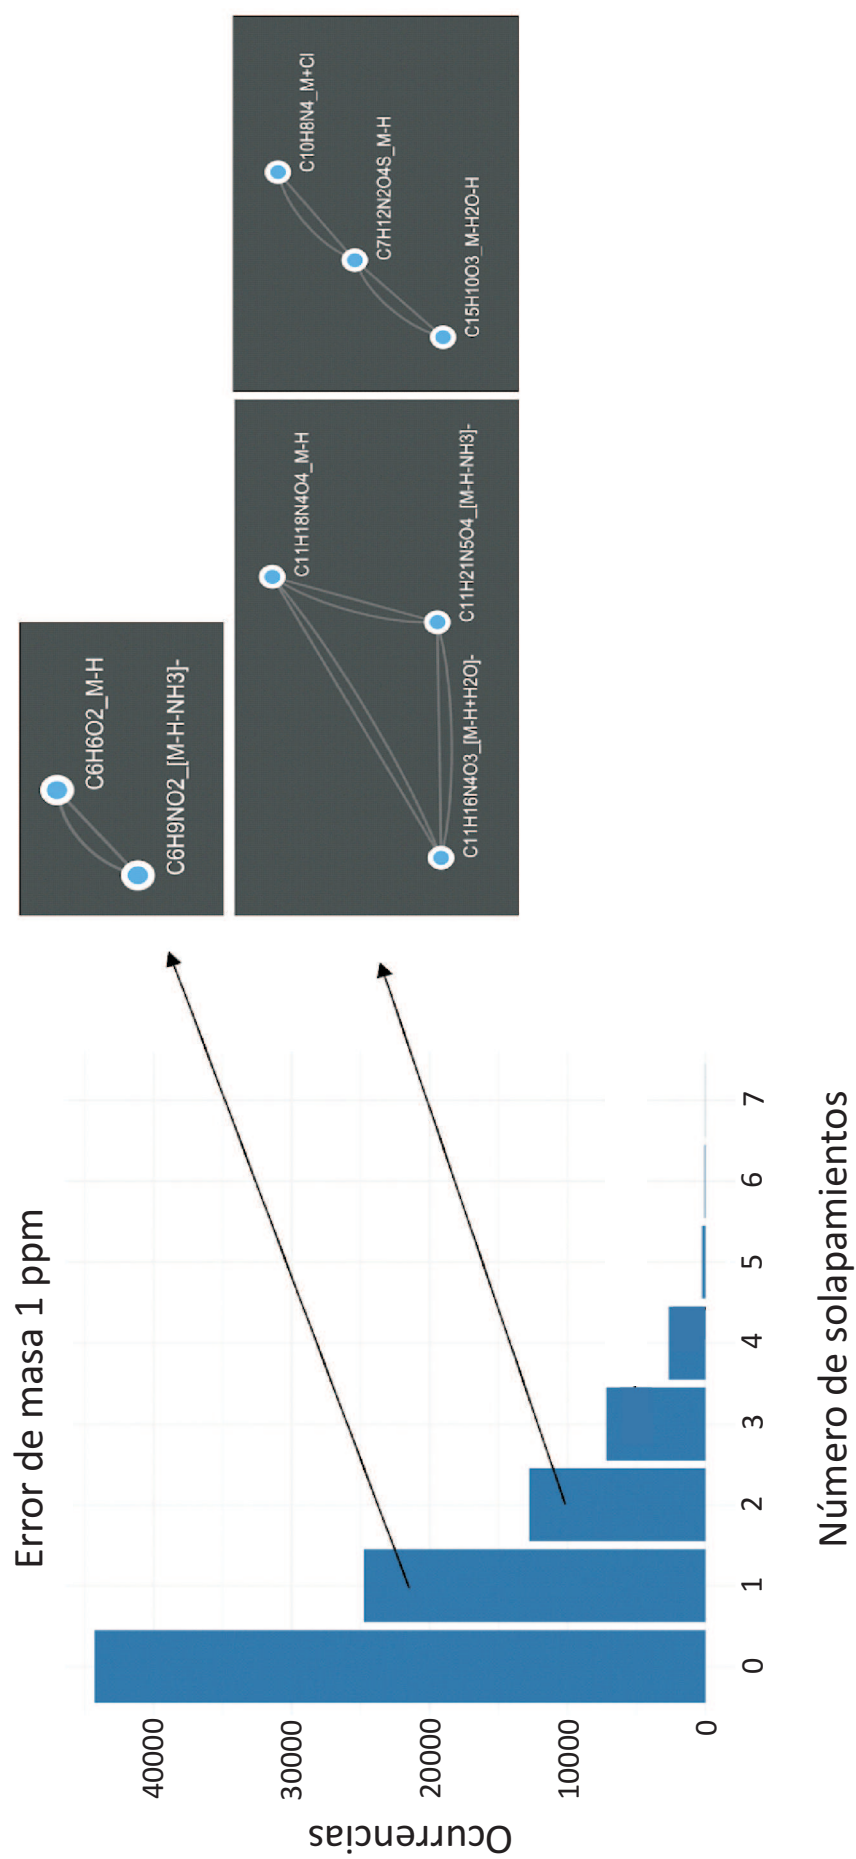 Error de masa 1 ppm
Ocurrencias
40000
30000
20000
10000
0
0 1 2 3 4 5 6 7
Número de solapamientos
C6H6O2_M-H
C6H9NO2_[M-H-NH3]-
C11H18N4O4_M-H
C11H21N5O4_[M-H-NH3]-
C11H16N4O3_[M-H+H2O]-
C10H8N4_M+Cl
C7H12N2O4S_M-H
C15H10O3_M-H2O-H